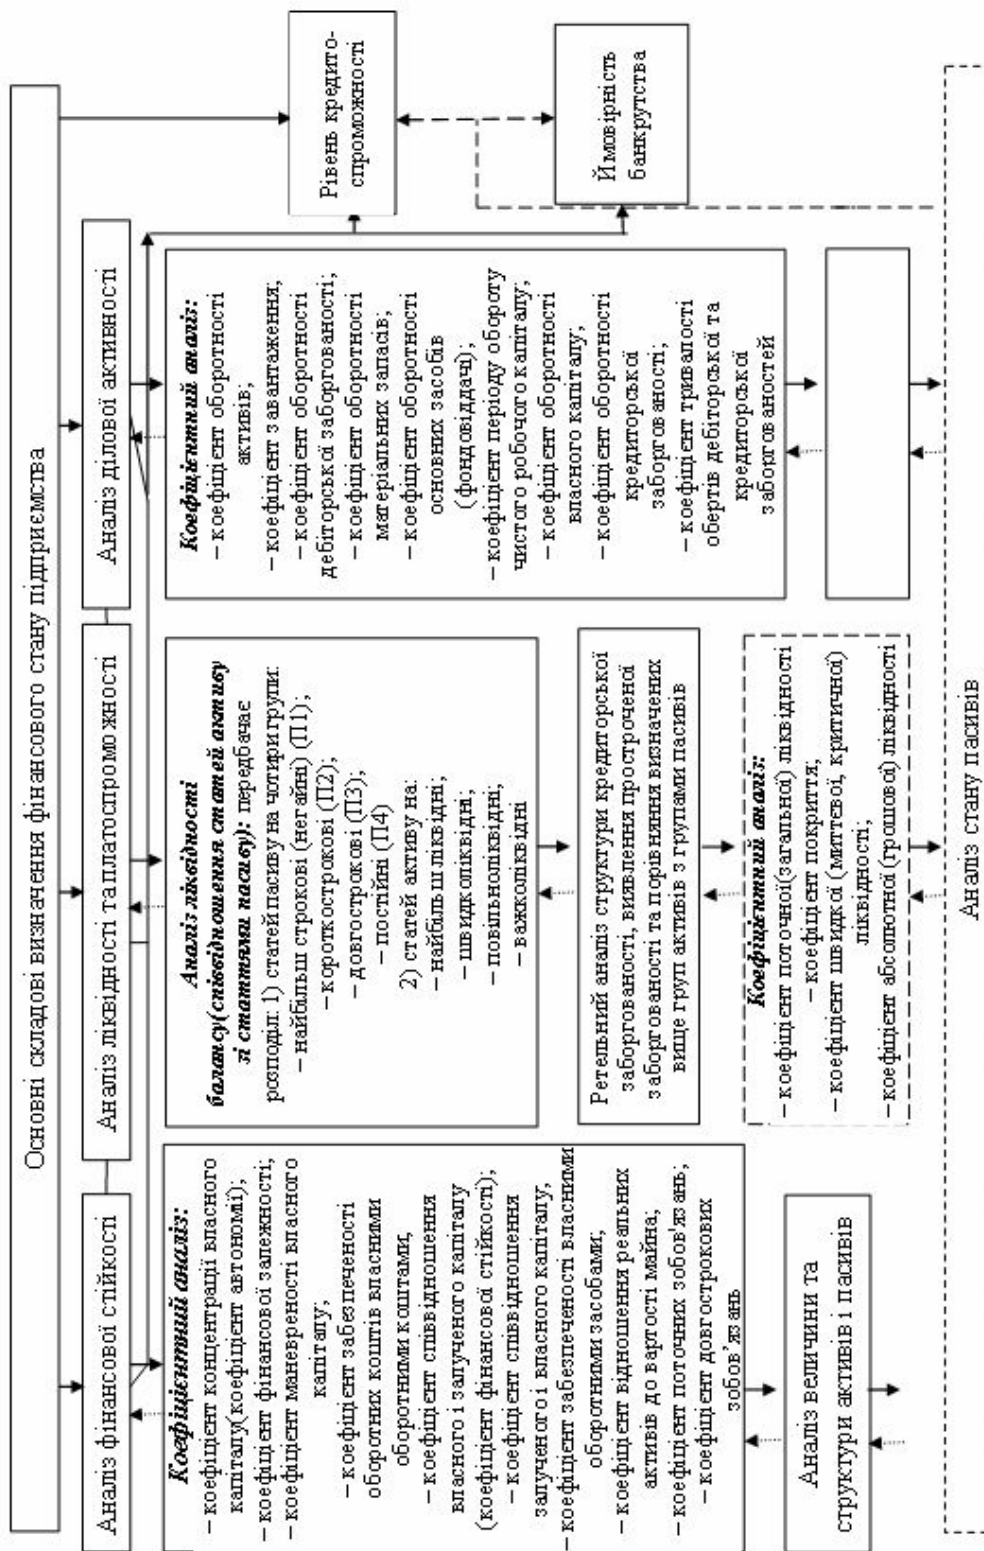 Основні складові визначення фінансового стану підприємства
Аналіз фінансової стійкості
Аналіз ліквідності та платоспроможності
Аналіз ділової активності
Коефіцієнтний аналіз:
– коефіцієнт концентрації власного
капіталу(коефіцієнт автономії);
– коефіцієнт фінансової залежності;
– коефіцієнт маневреності власного
капіталу;
– коефіцієнт забезпеченості
оборотних коштів власними
оборотними коштами;
– коефіцієнт співвідношення
власного і залученого капіталу
(коефіцієнт фінансової стійкості);
– коефіцієнт співвідношення
залученого і власного капіталу;
– коефіцієнт забезпеченості власними
оборотними засобами;
– коефіцієнт відношення реальних
активів до вартості майна;
– коефіцієнт поточних зобов'язань;
– коефіцієнт довгострокових
зобов'язань
Аналіз величини та
структури активів і пасивів
Аналіз ліквідності
балансу(співвідношення статей активу
зі статтями пасиву): передбачає
розподіл: 1) статей пасиву на чотири групи:
– найбільш строкові (негайні) (П1);
– короткострокові (П2);
– довгострокові (П3);
– постійні (П4)
2) статей активу на:
– найбільш ліквідні;
– швидколіквідні;
– повільноліквідні;
– важколіквідні
Ретельний аналіз структури кредиторської
заборгованості, виявлення простроченої
заборгованості та порівняння визначених
вище груп активів з групами пасивів
Коефіцієнтний аналіз:
– коефіцієнт поточної(загальної) ліквідності
– коефіцієнт покриття;
– коефіцієнт швидкої (миттєвої, критичної)
ліквідності;
– коефіцієнт абсолютної (грошової) ліквідності
Коефіцієнтний аналіз:
– коефіцієнт оборотності
активів;
– коефіцієнт завантаження;
– коефіцієнт оборотності
дебіторської заборгованості;
– коефіцієнт оборотності
матеріальних запасів;
– коефіцієнт оборотності
основних засобів
(фондовіддачі);
– коефіцієнт періоду обороту
чистого робочого капіталу;
– коефіцієнт оборотності
власного капіталу;
– коефіцієнт оборотності
кредиторської
заборгованості;
– коефіцієнт тривалості
обертів дебіторської та
кредиторської
заборгованостей
Рівень кредито-
спроможності
Ймовірність
банкрутства
Аналіз стану пасивів